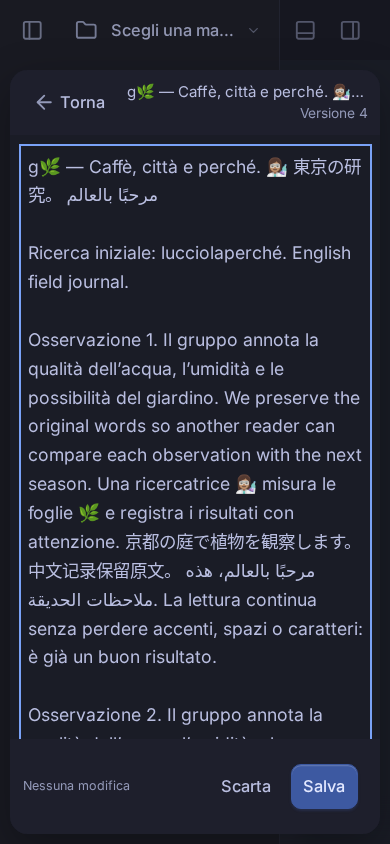 Scegli una ma...
Torna
g🌿 — Caffè, città e perché. 👩🏼‍🔬...
Versione 4
g🌿 — Caffè, città e perché. 👩🏼‍🔬 東京の研
究。 مرحبًا بالعالم
Ricerca iniziale: lucciolaperché. English
field journal.
Osservazione 1. Il gruppo annota la
qualità dell’acqua, l’umidità e le
possibilità del giardino. We preserve the
original words so another reader can
compare each observation with the next
season. Una ricercatrice 👩🏼‍🔬 misura le
foglie 🌿 e registra i risultati con
attenzione. 京都の庭で植物を観察します。
中文记录保留原文。 مرحبًا بالعالم، هذه
ملاحظات الحديقة. La lettura continua
senza perdere accenti, spazi o caratteri:
è già un buon risultato.
Osservazione 2. Il gruppo annota la
Nessuna modifica
Scarta
Salva